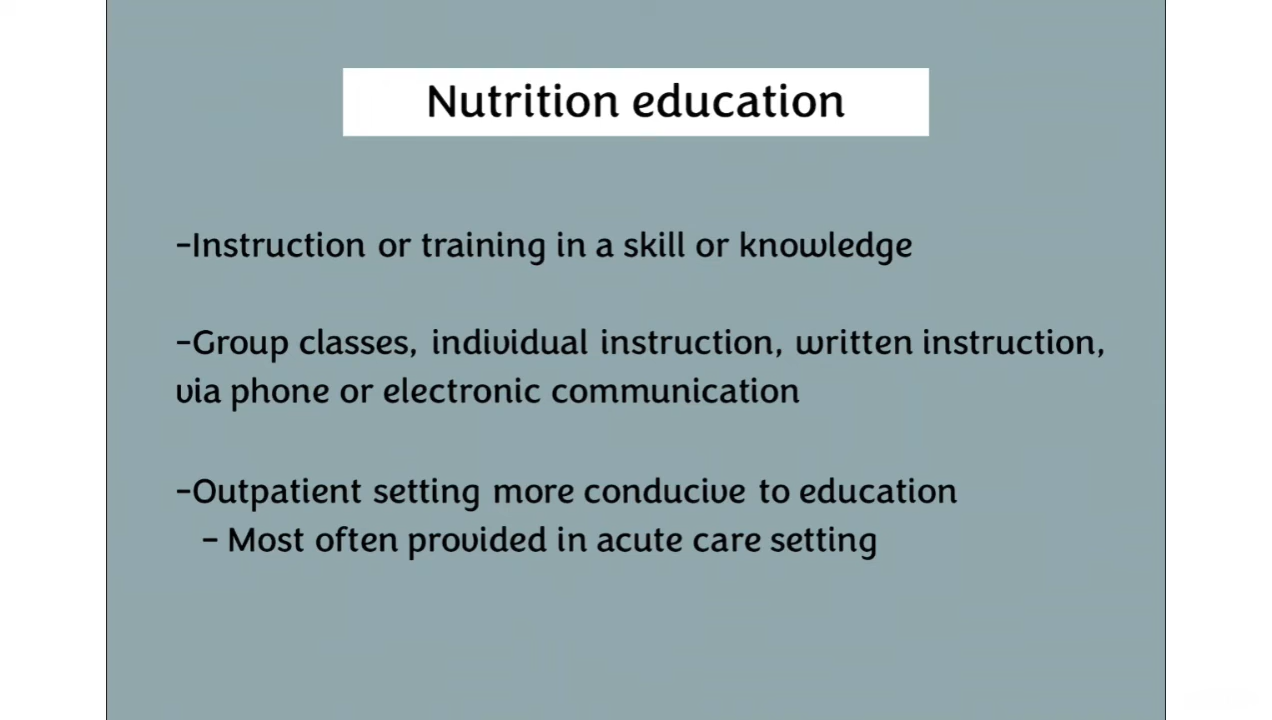 Nutrition education
-Instruction or training in a skill or knowledge
-Group classes, individual instruction, written instruction,
via phone or electronic communication
-Outpatient setting more conducive to education
- Most often provided in acute care setting